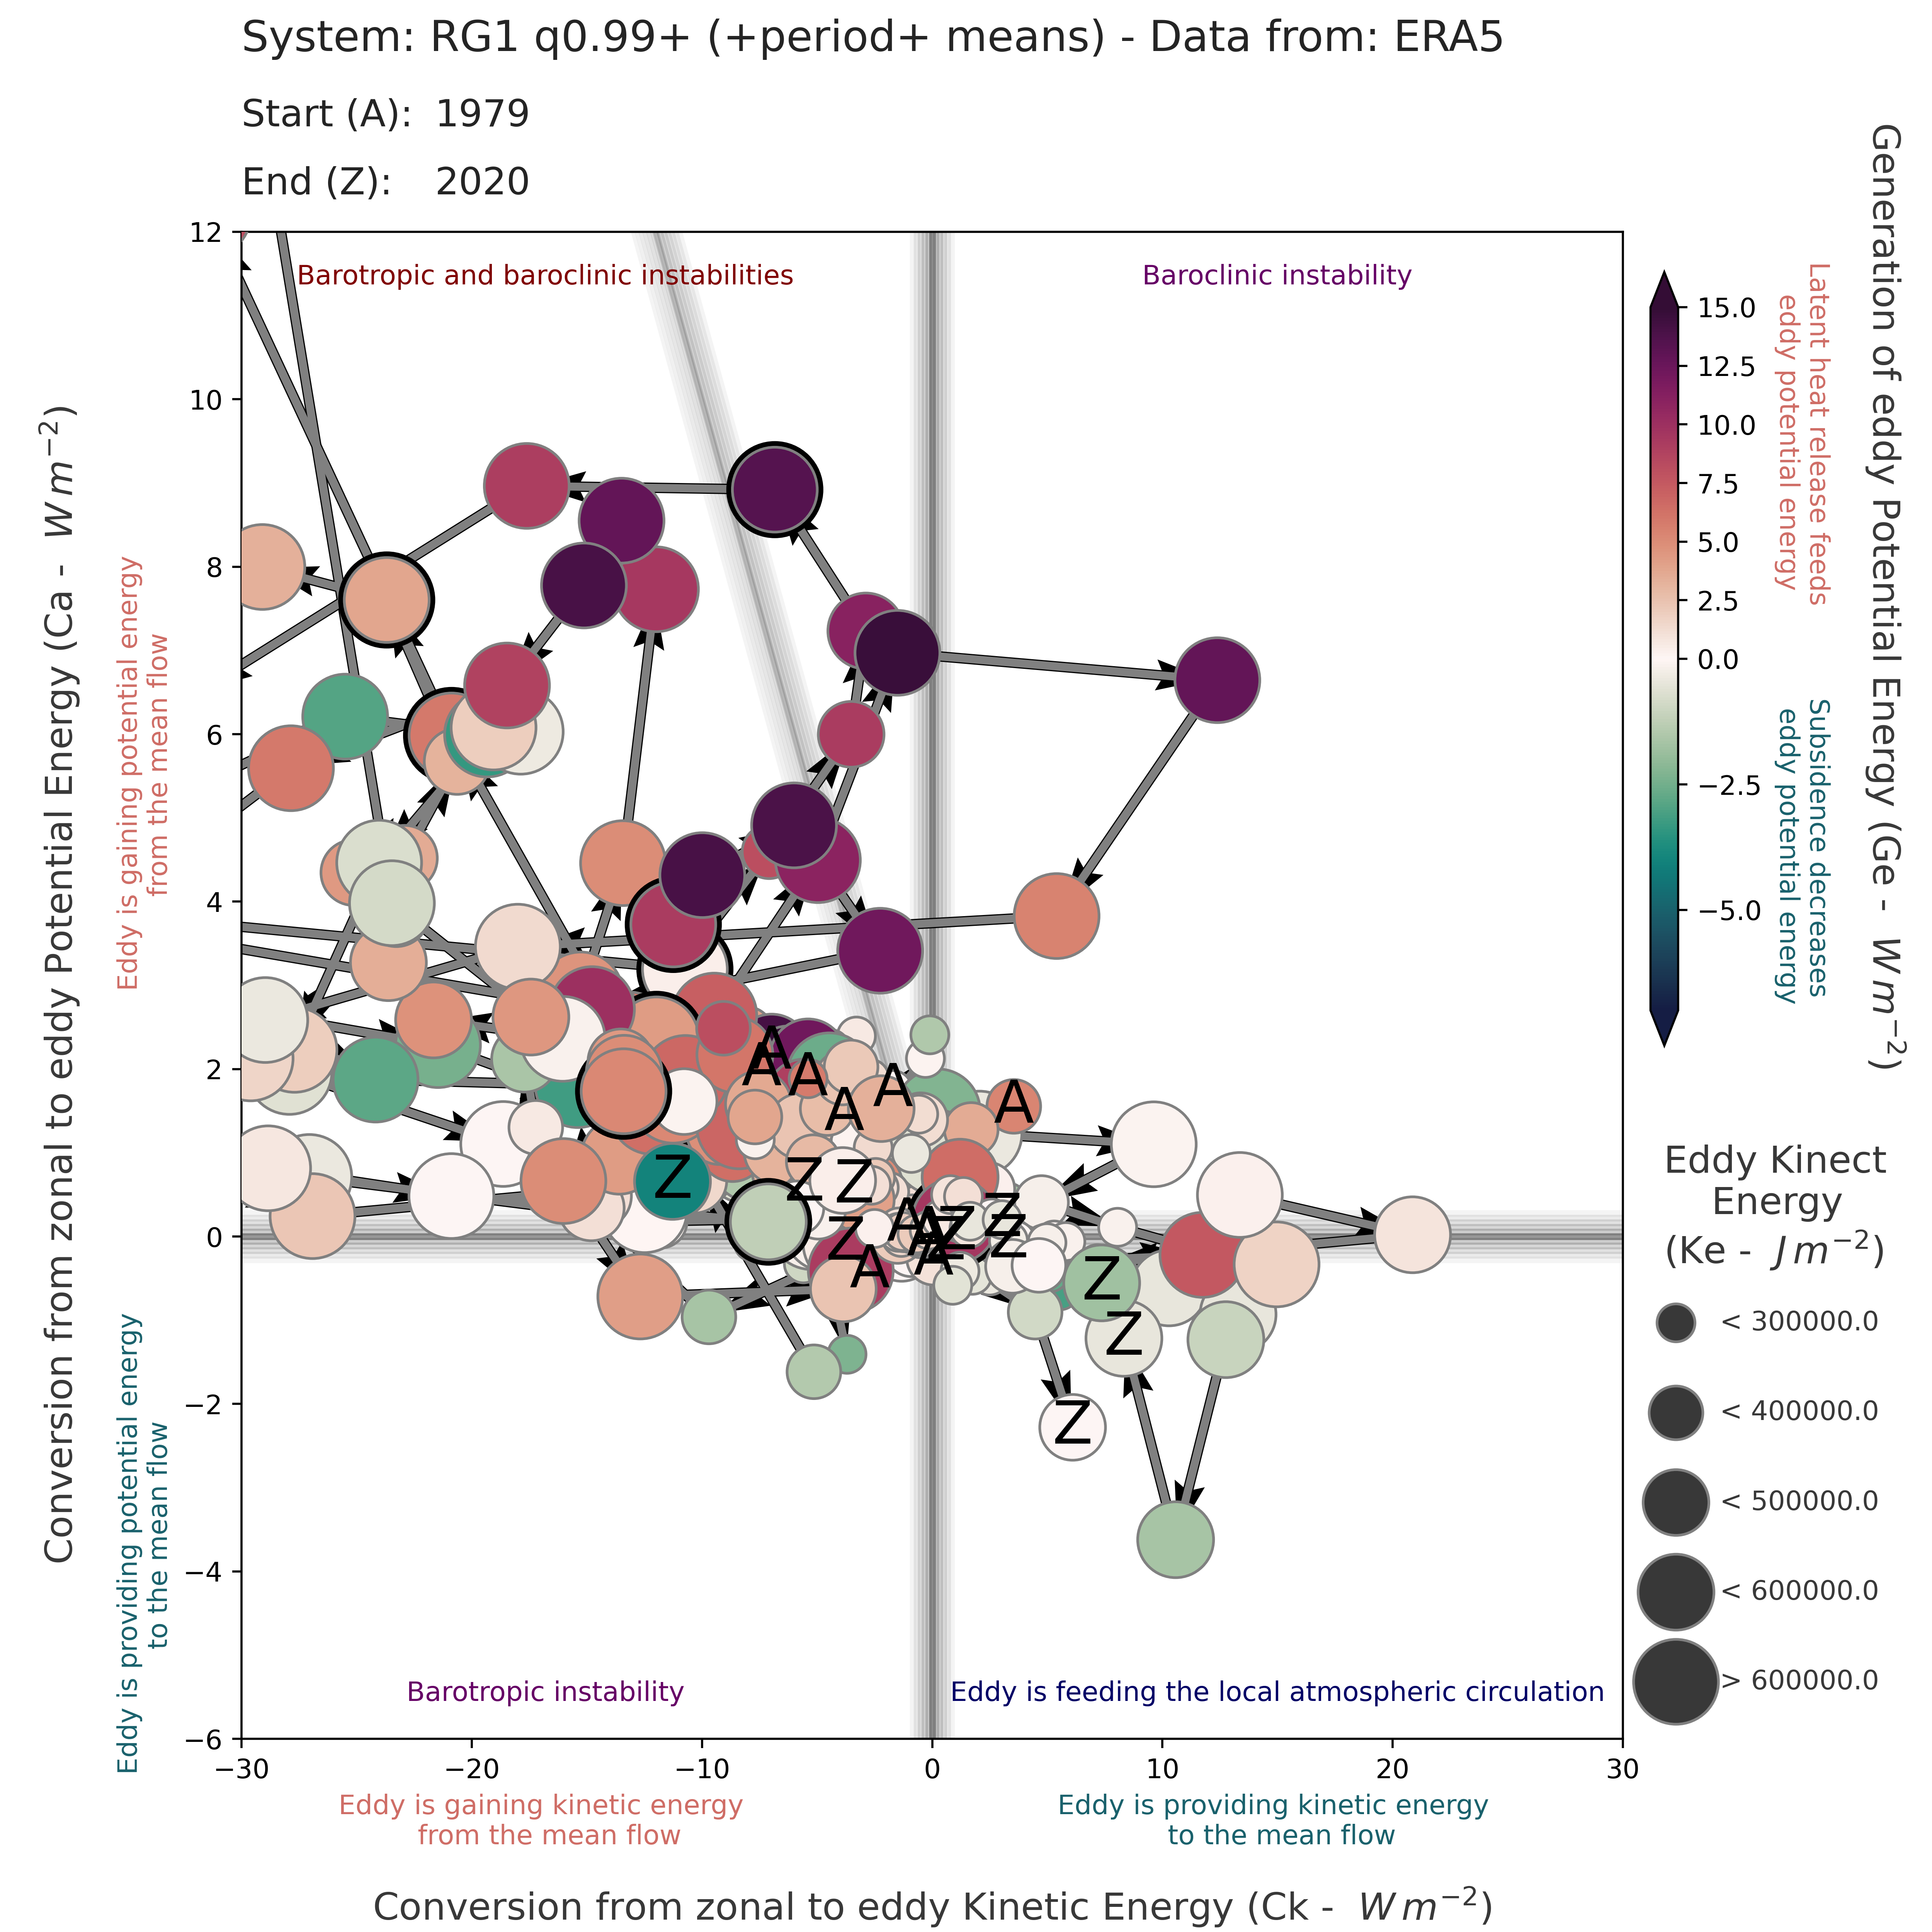 System: RG1 q0.99+ (+period+ means) - Data from: ERA5
Start (A): 1979
End (Z): 2020
Conversion from zonal to eddy Potential Energy (Ca - W m⁻²)
Eddy is gaining potential energy
from the mean flow
Eddy is providing potential energy
to the mean flow
12
10
8
6
4
2
0
−2
−4
−6
Barotropic and baroclinic instabilities
Baroclinic instability
A
A
A
A
A
A
Z
Z
Z
A
A
Z
Z
Z
Z
Z
A
A
Z
Z
Z
Barotropic instability
Eddy is feeding the local atmospheric circulation
−30
−20
−10
0
10
20
30
Eddy is gaining kinetic energy
from the mean flow
Eddy is providing kinetic energy
to the mean flow
Conversion from zonal to eddy Kinetic Energy (Ck - W m⁻²)
15.0
12.5
10.0
7.5
5.0
2.5
0.0
−2.5
−5.0
Latent heat release feeds
eddy potential energy
Subsidence decreases
eddy potential energy
Generation of eddy Potential Energy (Ge - W m⁻²)
Eddy Kinect
Energy
(Ke - J m⁻²)
< 300000.0
< 400000.0
< 500000.0
< 600000.0
> 600000.0